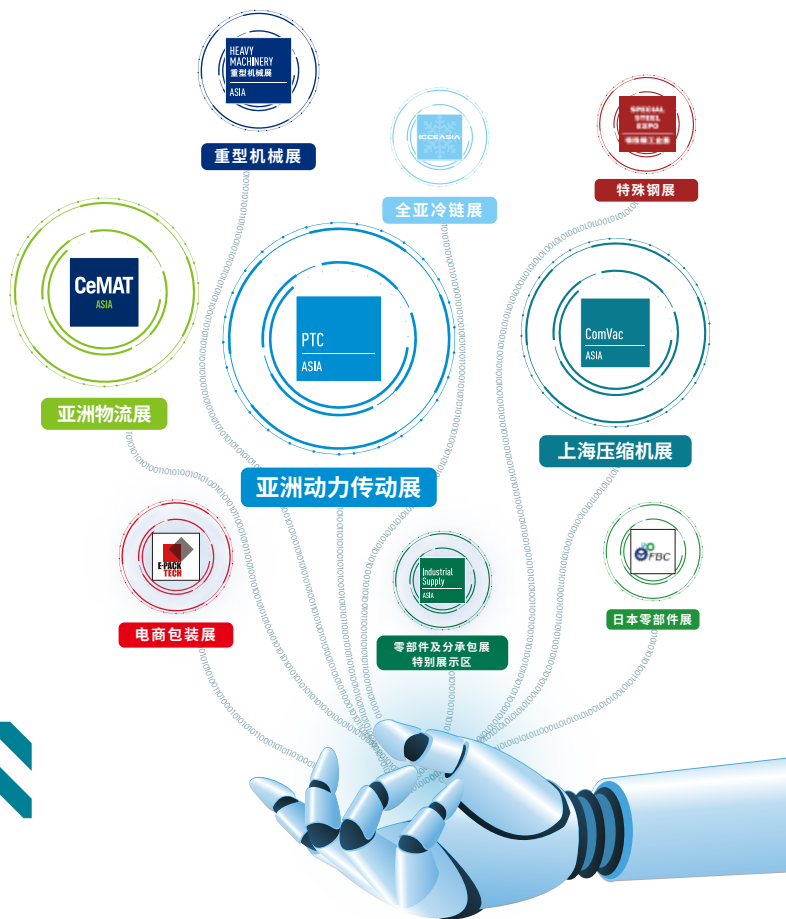 HEAVY
MACHINERY
重型机械展
ASIA
重型机械展
ICCEASIA
全亚冷链展
SPECIAL
STEEL
EXPO
特殊钢展
CeMAT
ASIA
亚洲物流展
PTC
ASIA
亚洲动力传动展
ComVac
ASIA
上海压缩机展
E-PACK
TECH
电商包装展
Industrial
Supply
ASIA
零部件及分承包展
特别展示区
FBC
日本零部件展